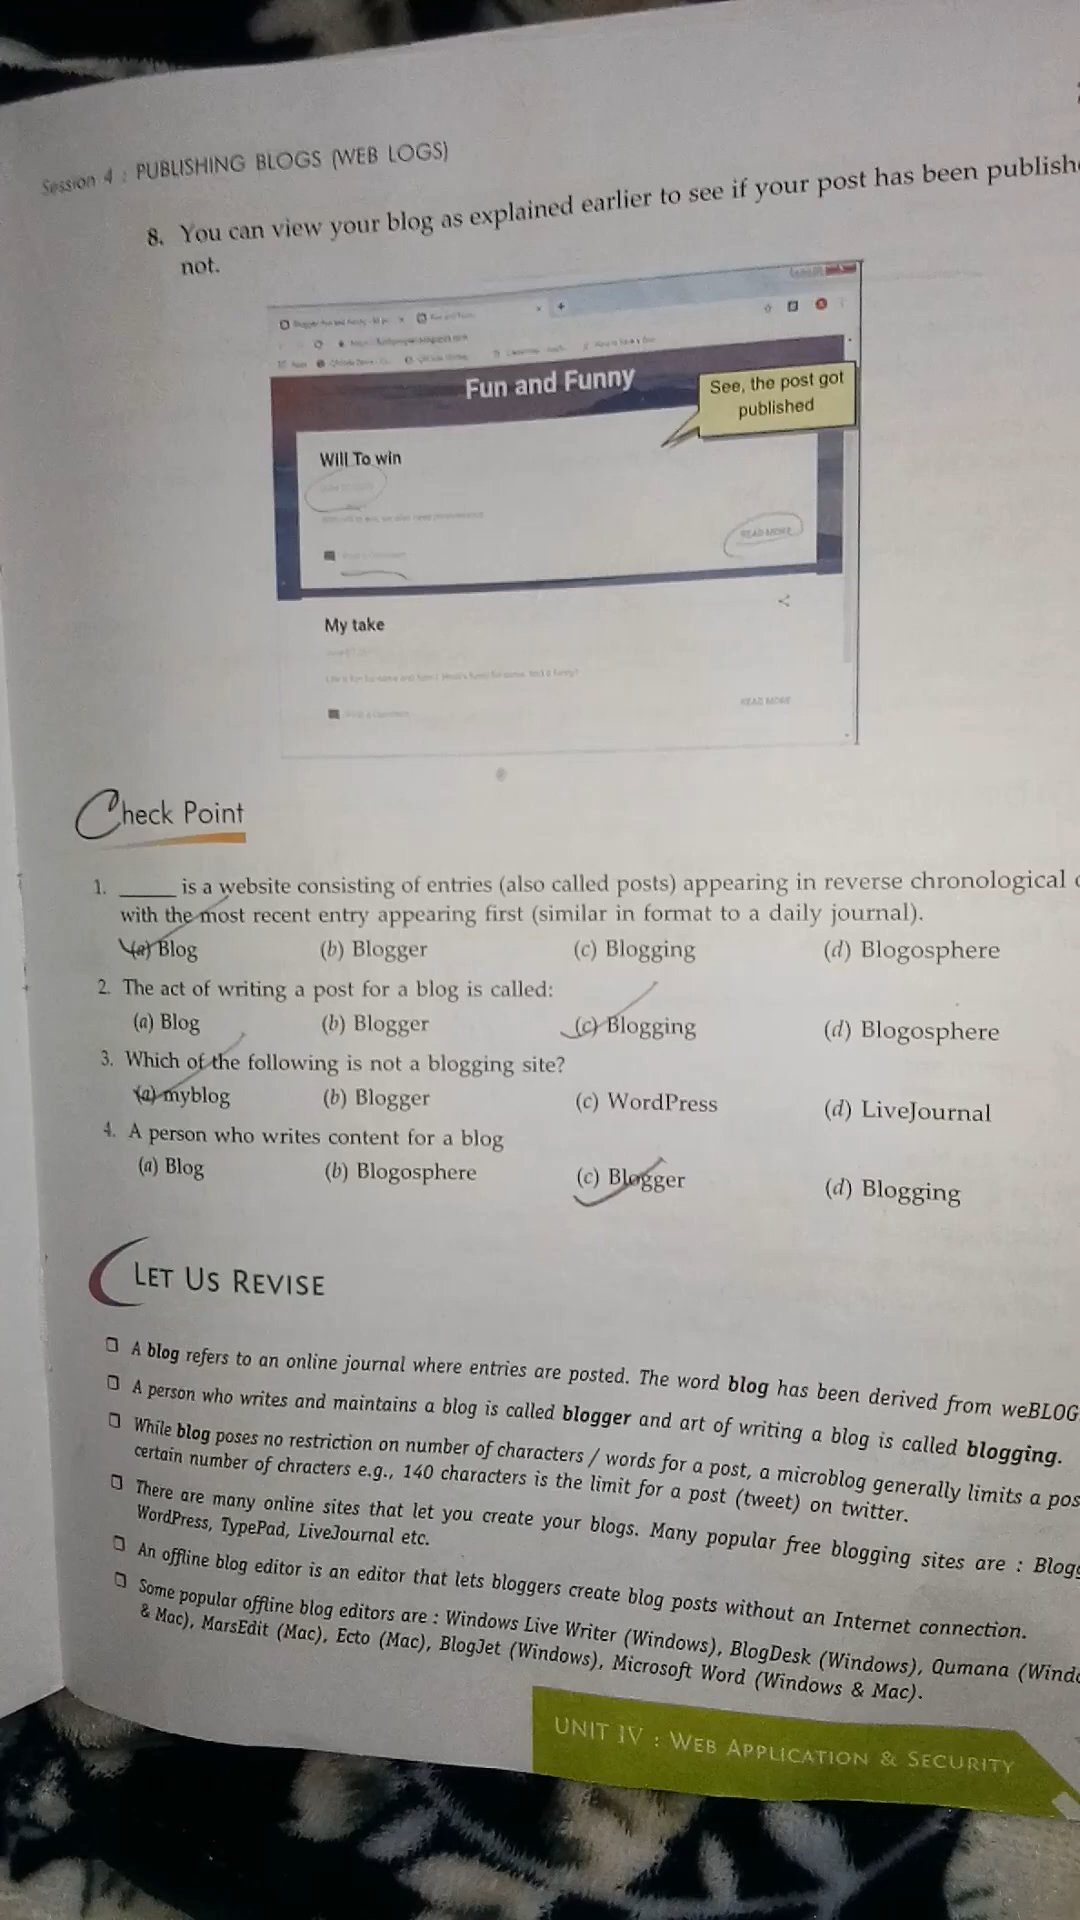 Session 4 : PUBLISHING BLOGS (WEB LOGS)
8. You can view your blog as explained earlier to see if your post has been publish
not.
Fun and Funny
See, the post got
published
Will To win
READ MORE
My take
READ MORE
Check Point
1. _____ is a website consisting of entries (also called posts) appearing in reverse chronological
with the most recent entry appearing first (similar in format to a daily journal).
(a) Blog (b) Blogger (c) Blogging (d) Blogosphere
2. The act of writing a post for a blog is called:
(a) Blog (b) Blogger (c) Blogging (d) Blogosphere
3. Which of the following is not a blogging site?
(a) myblog (b) Blogger (c) WordPress (d) LiveJournal
4. A person who writes content for a blog
(a) Blog (b) Blogosphere (c) Blogger (d) Blogging
LET US REVISE
❒ A blog refers to an online journal where entries are posted. The word blog has been derived from weBLOG
❒ A person who writes and maintains a blog is called blogger and art of writing a blog is called blogging.
❒ While blog poses no restriction on number of characters / words for a post, a microblog generally limits a pos
certain number of chracters e.g., 140 characters is the limit for a post (tweet) on twitter.
❒ There are many online sites that let you create your blogs. Many popular free blogging sites are : Blogg
WordPress, TypePad, LiveJournal etc.
❒ An offline blog editor is an editor that lets bloggers create blog posts without an Internet connection.
❒ Some popular offline blog editors are : Windows Live Writer (Windows), BlogDesk (Windows), Qumana (Windo
& Mac), MarsEdit (Mac), Ecto (Mac), BlogJet (Windows), Microsoft Word (Windows & Mac).
UNIT IV : WEB APPLICATION & SECURITY